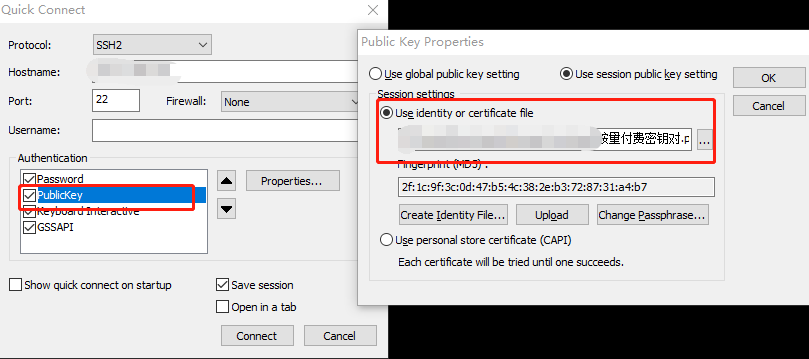 Quick Connect
Protocol:
SSH2
Hostname:
Port:
22
Firewall:
None
Username:
Authentication
Password
PublicKey
Keyboard Interactive
GSSAPI
Properties...
Show quick connect on startup
Save session
Open in a tab
Connect
Cancel
Public Key Properties
Use global public key setting
Use session public key setting
OK
Cancel
Session settings
Use identity or certificate file
按量付费密钥对.p
...
Fingerprint (MD5) :
2f:1c:9f:3c:0d:47:b5:4c:38:2e:b3:72:87:31:a4:b7
Create Identity File...
Upload
Change Passphrase...
Use personal store certificate (CAPI)
Each certificate will be tried until one succeeds.